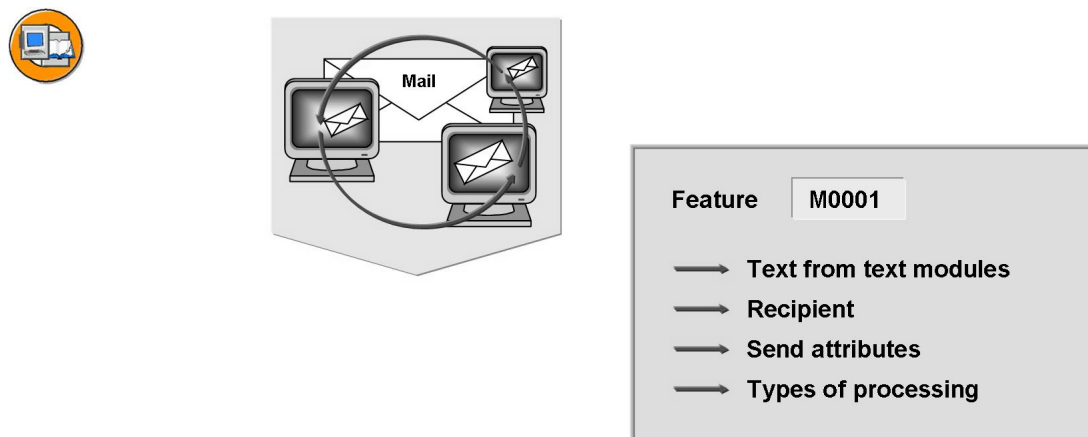 Mail
Feature M0001
Text from text modules
Recipient
Send attributes
Types of processing